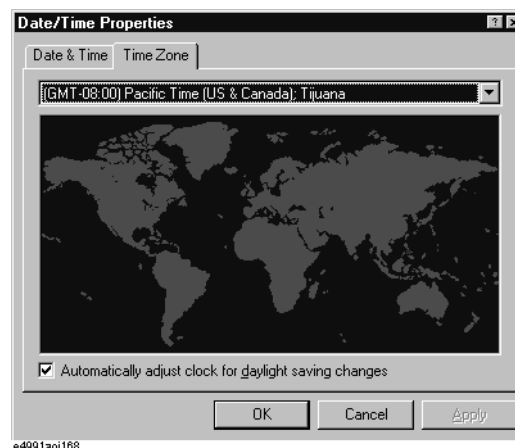 Date/Time Properties
Date & Time Time Zone
(GMT-08:00) Pacific Time (US & Canada); Tijuana
Automatically adjust clock for daylight saving changes
OK Cancel Apply
e4991aoj168